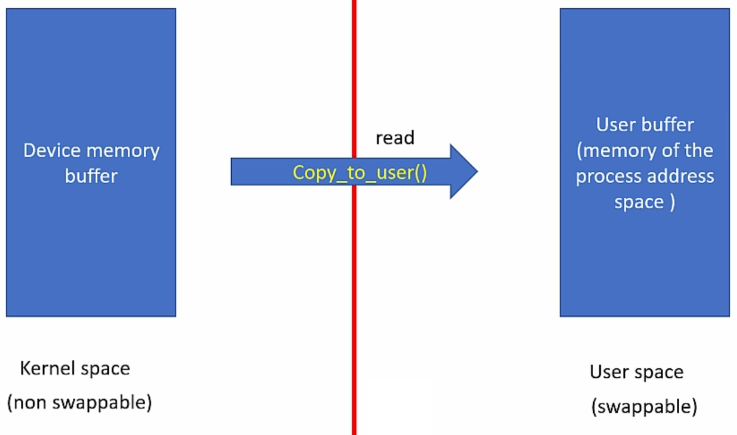 Device memory
buffer
read
Copy_to_user()
User buffer
(memory of the
process address
space )
Kernel space
(non swappable)
User space
(swappable)